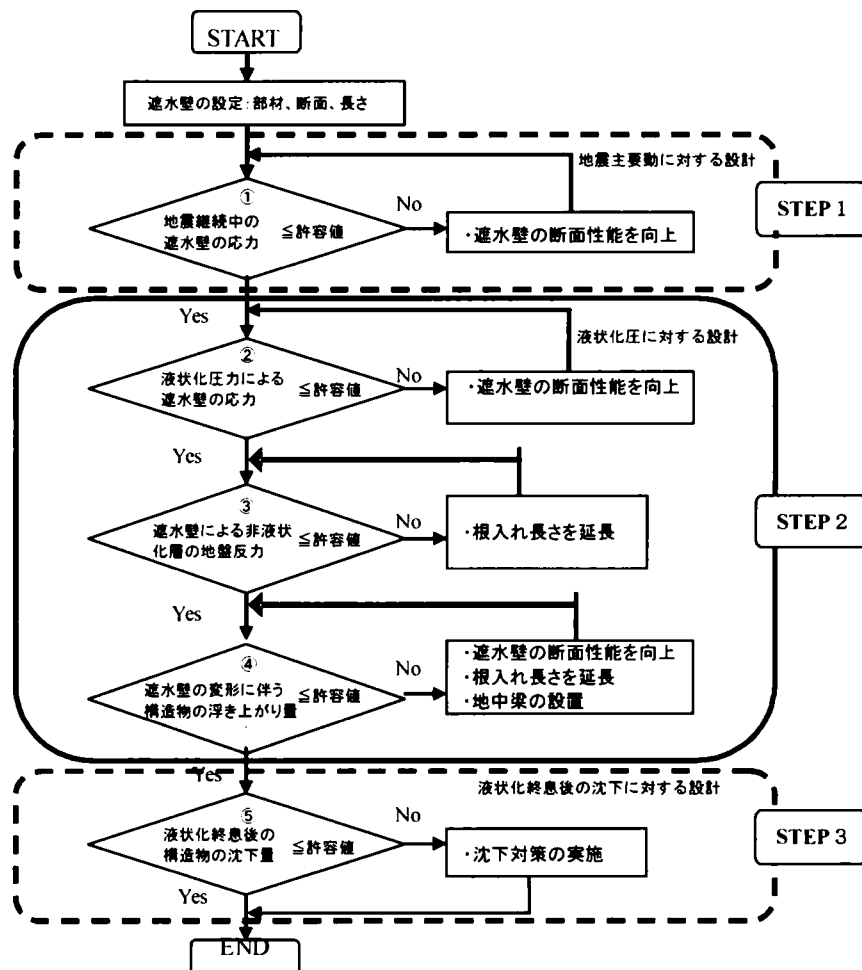 START
遮水壁の設定：部材、断面、長さ
地震主要動に対する設計
STEP 1
①
地震継続中の
遮水壁の応力
≦許容値
No
・遮水壁の断面性能を向上
Yes
液状化圧に対する設計
②
液状化圧力による
遮水壁の応力
≦許容値
No
・遮水壁の断面性能を向上
Yes
STEP 2
③
遮水壁による非液状
化層の地盤反力
≦許容値
No
・根入れ長さを延長
Yes
④
遮水壁の変形に伴う
構造物の浮き上がり量
≦許容値
No
・遮水壁の断面性能を向上
・根入れ長さを延長
・地中梁の設置
Yes
液状化終息後の沈下に対する設計
STEP 3
⑤
液状化終息後の
構造物の沈下量
≦許容値
No
・沈下対策の実施
Yes
END